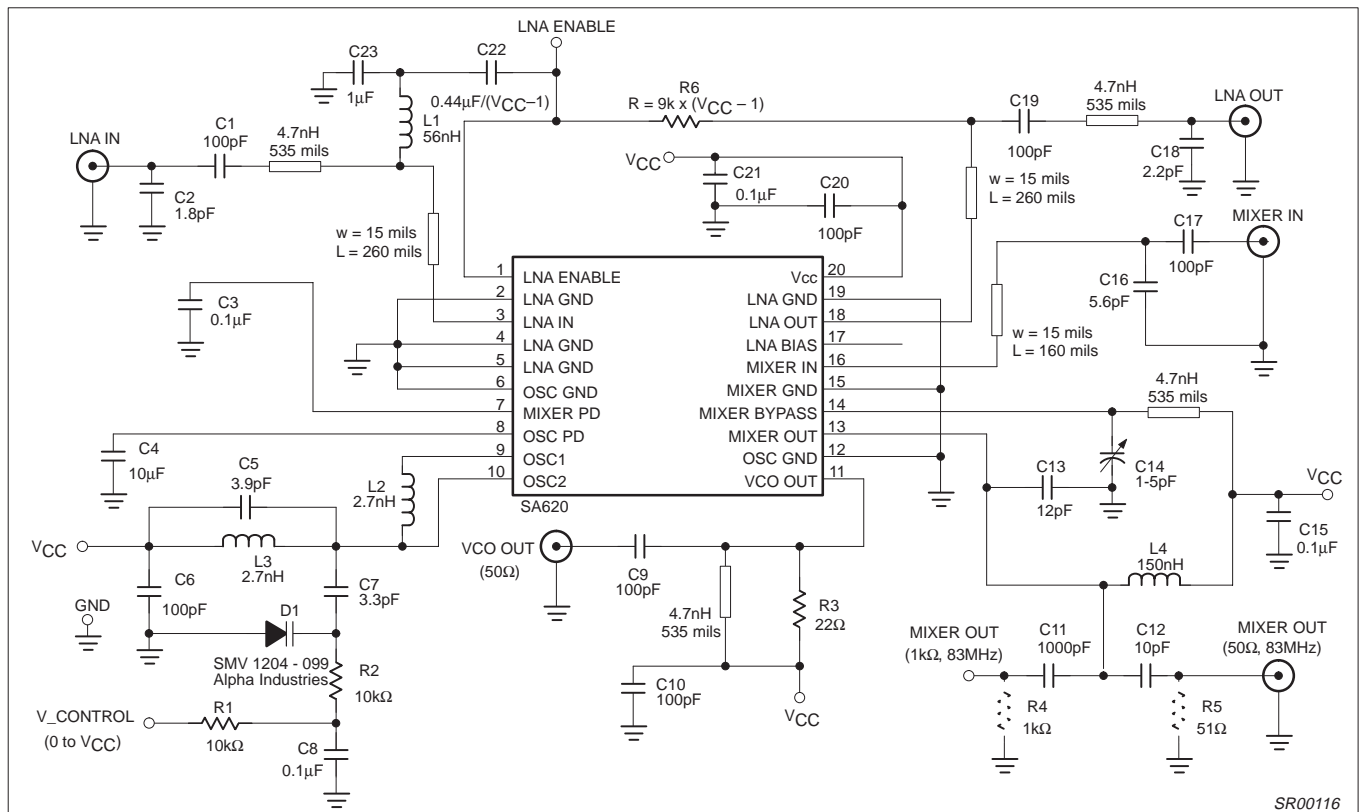 LNA ENABLE
C23
1µF
C22
0.44µF/(VCC–1)
L1
56nH
R6
R = 9k x (VCC – 1)
C19
100pF
4.7nH
535 mils
LNA OUT
C18
2.2pF
LNA IN
C1
100pF
4.7nH
535 mils
C2
1.8pF
VCC
C21
0.1µF
C20
100pF
w = 15 mils
L = 260 mils
w = 15 mils
L = 260 mils
MIXER IN
C17
100pF
C16
5.6pF
w = 15 mils
L = 160 mils
C3
0.1µF
1 LNA ENABLE
2 LNA GND
3 LNA IN
4 LNA GND
5 LNA GND
6 OSC GND
7 MIXER PD
8 OSC PD
9 OSC1
10 OSC2
Vcc 20
LNA GND 19
LNA OUT 18
LNA BIAS 17
MIXER IN 16
MIXER GND 15
MIXER BYPASS 14
MIXER OUT 13
OSC GND 12
VCO OUT 11
SA620
4.7nH
535 mils
C4
10µF
C5
3.9pF
L2
2.7nH
C13
12pF
C14
1-5pF
VCC
C15
0.1µF
L4
150nH
VCC
L3
2.7nH
C6
100pF
C7
3.3pF
GND
D1
SMV 1204 - 099
Alpha Industries
R2
10kΩ
V_CONTROL
(0 to VCC)
R1
10kΩ
C8
0.1µF
VCO OUT
(50Ω)
C9
100pF
4.7nH
535 mils
R3
22Ω
C10
100pF
VCC
MIXER OUT
(1kΩ, 83MHz)
C11
1000pF
C12
10pF
MIXER OUT
(50Ω, 83MHz)
R4
1kΩ
R5
51Ω
SR00116